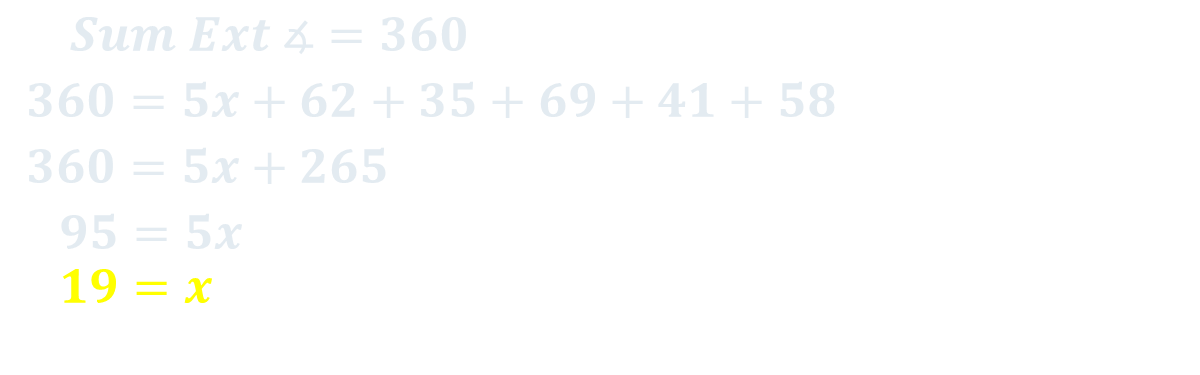 Sum Ext ∡ = 360
360 = 5x + 62 + 35 + 69 + 41 + 58
360 = 5x + 265
95 = 5x
19 = x